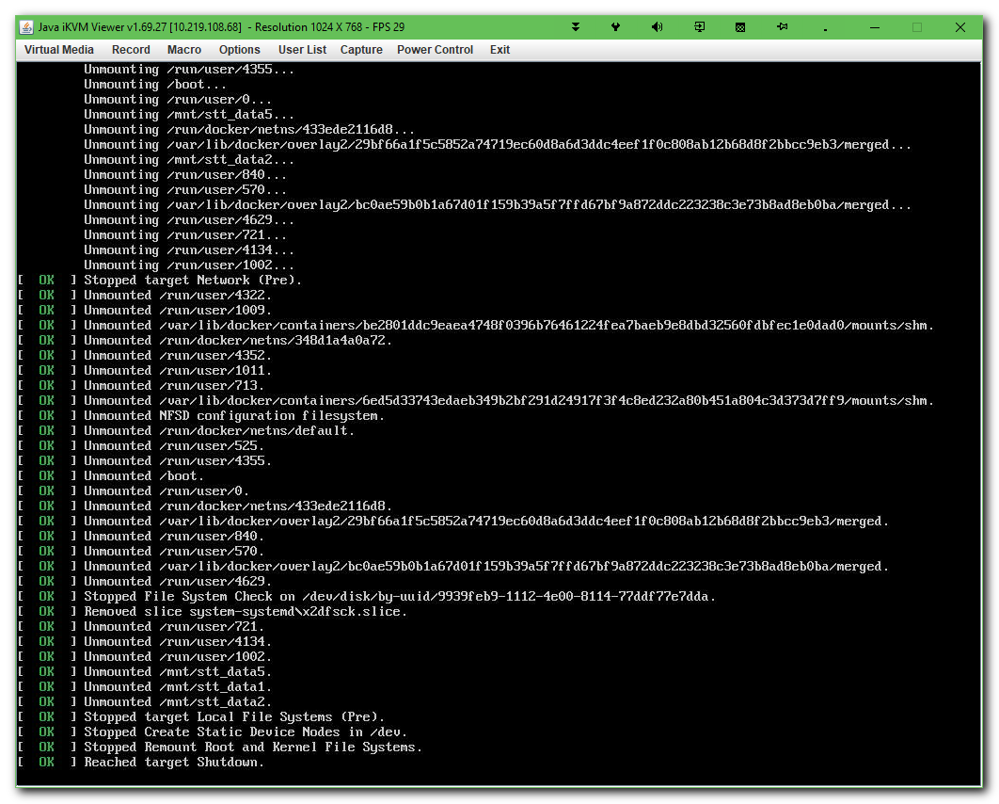 Java iKVM Viewer v1.69.27 [10.219.108.68]  - Resolution 1024 X 768 - FPS 29
Virtual Media Record Macro Options User List Capture Power Control Exit
Unmounting /run/user/4355...
Unmounting /boot...
Unmounting /run/user/0...
Unmounting /mnt/stt_data5...
Unmounting /run/docker/netns/433ede2116d8...
Unmounting /var/lib/docker/overlay2/29bf66a1f5c5852a74719ec60d8a6d3ddc4eef1f0c808ab12b68d8f2bbcc9eb3/merged...
Unmounting /mnt/stt_data2...
Unmounting /run/user/840...
Unmounting /run/user/570...
Unmounting /var/lib/docker/overlay2/bc0ae59b0b1a67d01f159b39a5f7ffd67bf9a872ddc223238c3e73b8ad8eb0ba/merged...
Unmounting /run/user/4629...
Unmounting /run/user/721...
Unmounting /run/user/4134...
Unmounting /run/user/1002...
[  OK  ] Stopped target Network (Pre).
[  OK  ] Unmounted /run/user/4322.
[  OK  ] Unmounted /run/user/1009.
[  OK  ] Unmounted /var/lib/docker/containers/be2801ddc9eaea4748f0396b76461224fea7baeb9e8dbd32560fdbfec1e0dad0/mounts/shm.
[  OK  ] Unmounted /run/docker/netns/348d1a4a0a72.
[  OK  ] Unmounted /run/user/4352.
[  OK  ] Unmounted /run/user/1011.
[  OK  ] Unmounted /run/user/713.
[  OK  ] Unmounted /var/lib/docker/containers/6ed5d33743edaeb349b2bf291d24917f3f4c8ed232a80b451a804c3d373d7ff9/mounts/shm.
[  OK  ] Unmounted NFSD configuration filesystem.
[  OK  ] Unmounted /run/docker/netns/default.
[  OK  ] Unmounted /run/user/525.
[  OK  ] Unmounted /run/user/4355.
[  OK  ] Unmounted /boot.
[  OK  ] Unmounted /run/user/0.
[  OK  ] Unmounted /run/docker/netns/433ede2116d8.
[  OK  ] Unmounted /var/lib/docker/overlay2/29bf66a1f5c5852a74719ec60d8a6d3ddc4eef1f0c808ab12b68d8f2bbcc9eb3/merged.
[  OK  ] Unmounted /run/user/840.
[  OK  ] Unmounted /run/user/570.
[  OK  ] Unmounted /var/lib/docker/overlay2/bc0ae59b0b1a67d01f159b39a5f7ffd67bf9a872ddc223238c3e73b8ad8eb0ba/merged.
[  OK  ] Unmounted /run/user/4629.
[  OK  ] Stopped File System Check on /dev/disk/by-uuid/9939feb9-1112-4e00-8114-77ddf77e7dda.
[  OK  ] Removed slice system-systemd\x2dfsck.slice.
[  OK  ] Unmounted /run/user/721.
[  OK  ] Unmounted /run/user/4134.
[  OK  ] Unmounted /run/user/1002.
[  OK  ] Unmounted /mnt/stt_data5.
[  OK  ] Unmounted /mnt/stt_data1.
[  OK  ] Unmounted /mnt/stt_data2.
[  OK  ] Stopped target Local File Systems (Pre).
[  OK  ] Stopped Create Static Device Nodes in /dev.
[  OK  ] Stopped Remount Root and Kernel File Systems.
[  OK  ] Reached target Shutdown.